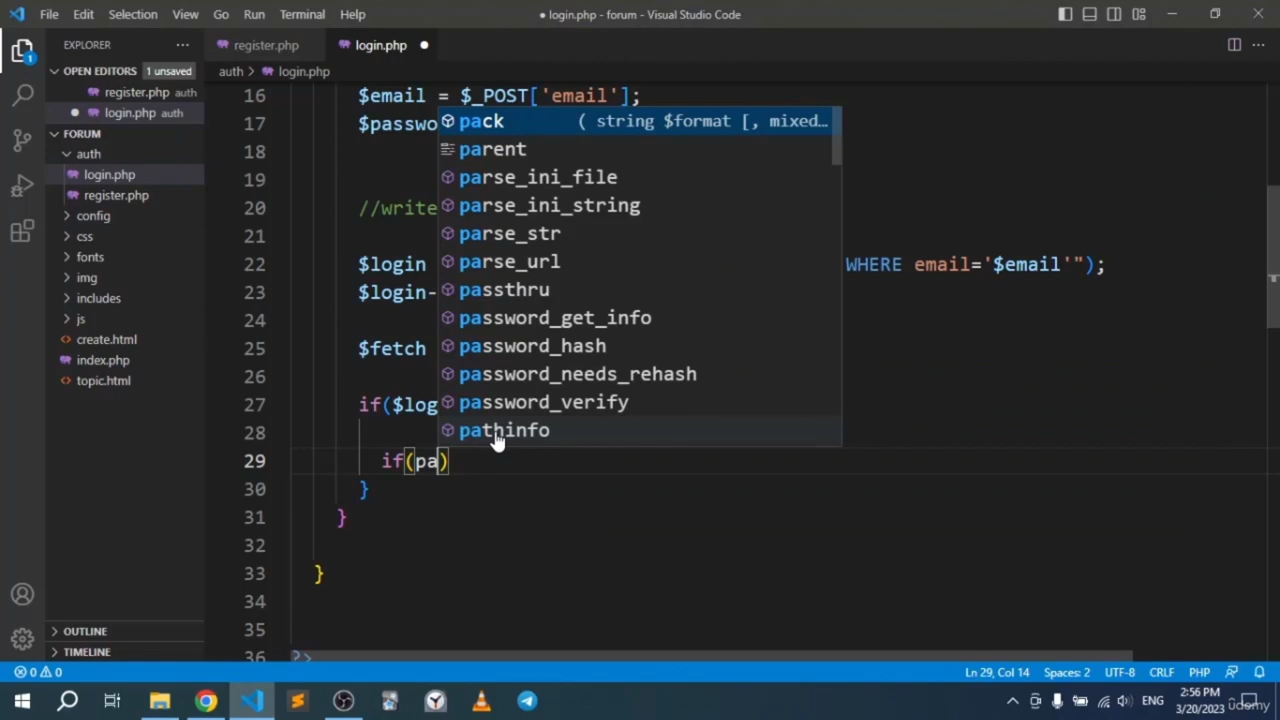 File Edit Selection View Go Run Terminal Help
● login.php - forum - Visual Studio Code
EXPLORER
register.php
login.php
OPEN EDITORS 1 unsaved
auth > login.php
register.php auth
login.php auth
FORUM
auth
login.php
register.php
config
css
fonts
img
includes
js
create.html
index.php
topic.html
OUTLINE
TIMELINE
16 $email = $_POST['email'];
17 $passwo
18
19
20 //write
21
22 $login WHERE email='$email'");
23 $login-
24
25 $fetch
26
27 if($log
28
29 if(pa)
30 }
31 }
32
33 }
34
35
36 ?>
pack ( string $format [, mixed…
parent
parse_ini_file
parse_ini_string
parse_str
parse_url
passthru
password_get_info
password_hash
password_needs_rehash
password_verify
pathinfo
0 0
Ln 29, Col 14 Spaces: 2 UTF-8 CRLF PHP
ENG
2:56 PM
3/20/2023
udemy